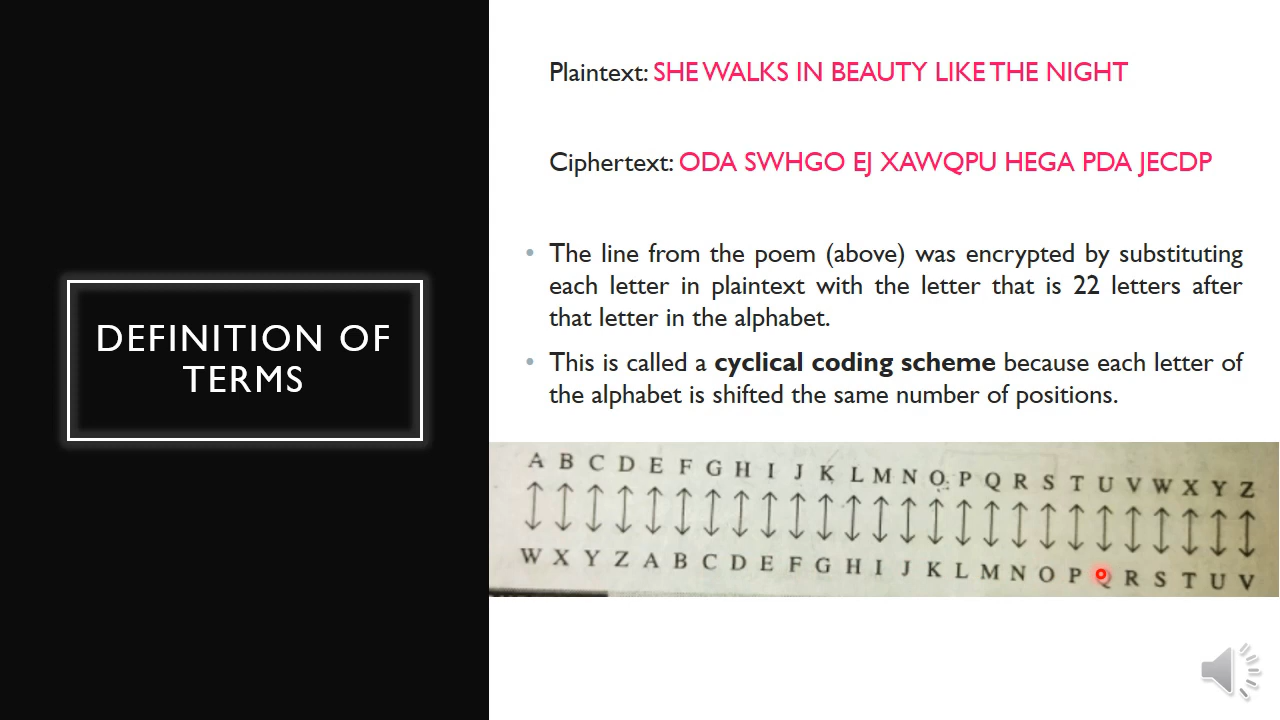 DEFINITION OF
TERMS
Plaintext: SHE WALKS IN BEAUTY LIKE THE NIGHT
Ciphertext: ODA SWHGO EJ XAWQPU HEGA PDA JECDP
• The line from the poem (above) was encrypted by substituting
each letter in plaintext with the letter that is 22 letters after
that letter in the alphabet.
• This is called a cyclical coding scheme because each letter of
the alphabet is shifted the same number of positions.
A B C D E F G H I J K L M N O P Q R S T U V W X Y Z
W X Y Z A B C D E F G H I J K L M N O P Q R S T U V